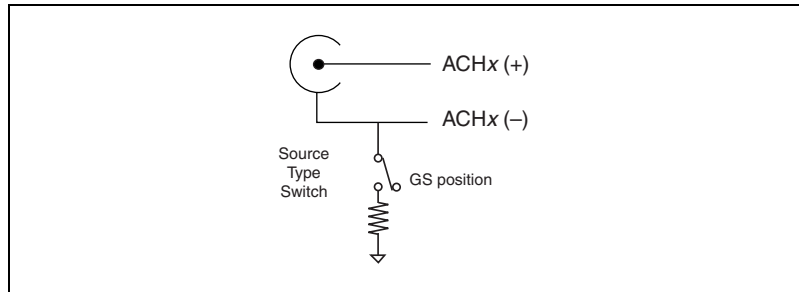 ACHx (+)
ACHx (–)
Source
Type
Switch
GS position